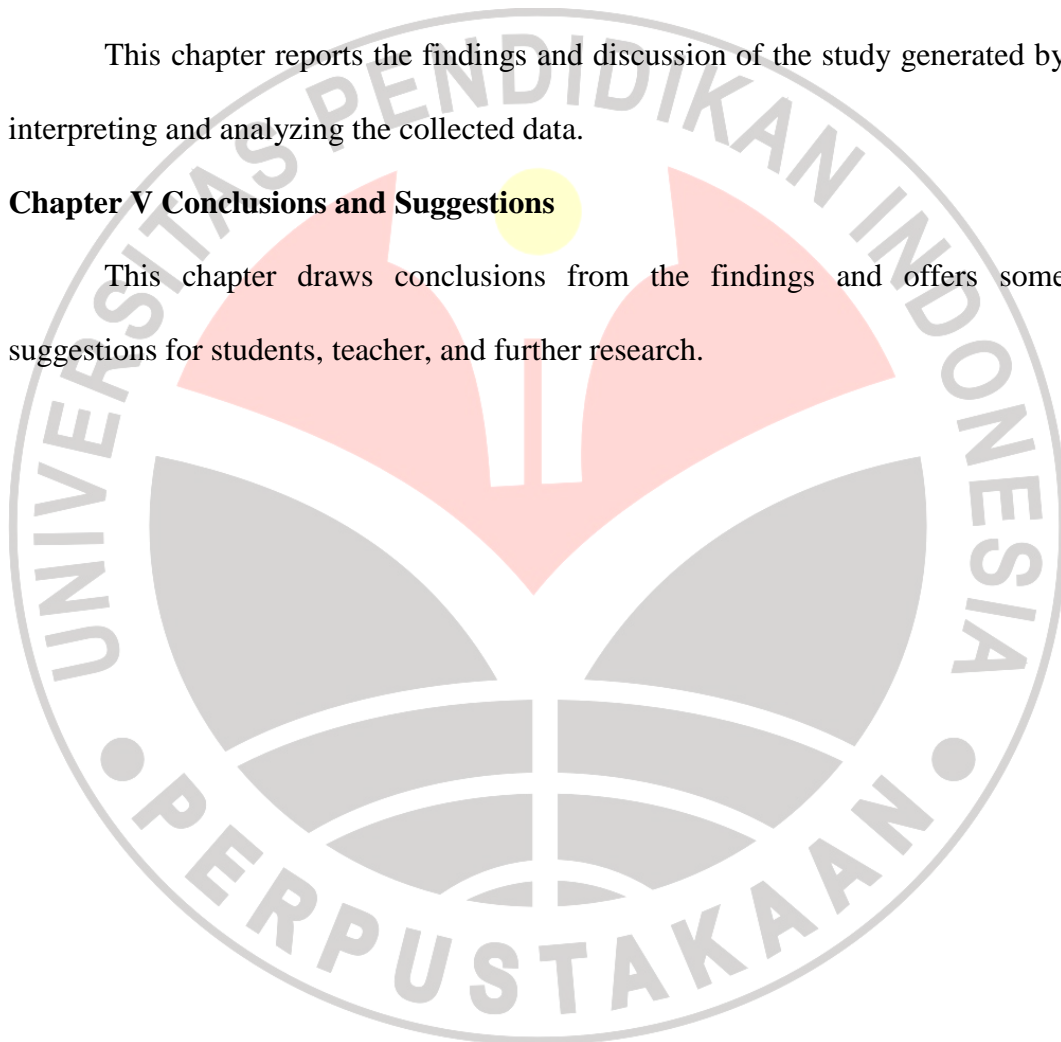 This chapter reports the findings and discussion of the study generated by
interpreting and analyzing the collected data.
Chapter V Conclusions and Suggestions
This chapter draws conclusions from the findings and offers some
suggestions for students, teacher, and further research.
UNIVERSITAS PENDIDIKAN INDONESIA
PERPUSTAKAAN